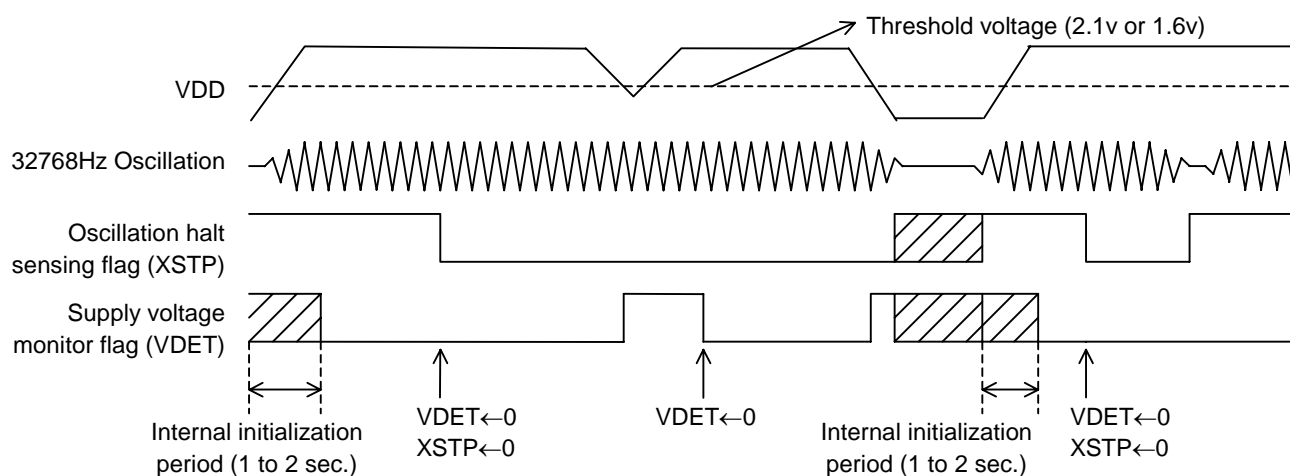 Threshold voltage (2.1v or 1.6v)
VDD
32768Hz Oscillation
Oscillation halt
sensing flag (XSTP)
Supply voltage
monitor flag (VDET)
Internal initialization
period (1 to 2 sec.)
VDET←0
XSTP←0
VDET←0
Internal initialization
period (1 to 2 sec.)
VDET←0
XSTP←0